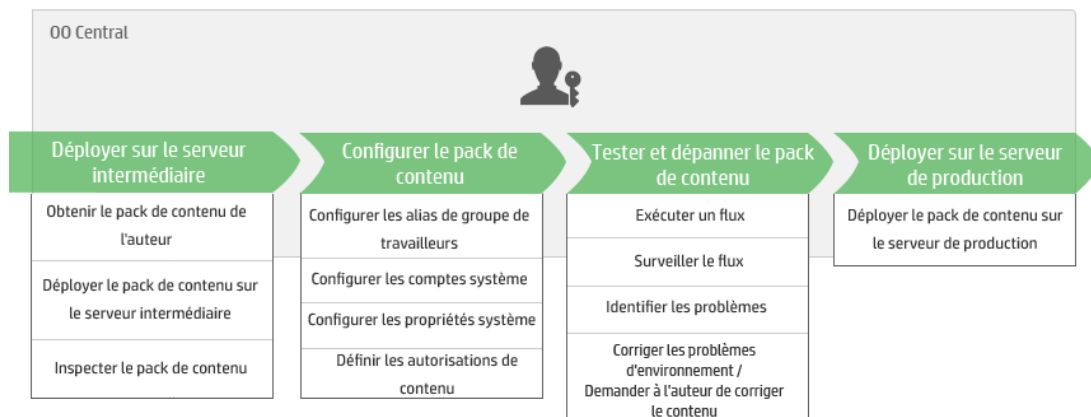 OO Central
Déployer sur le serveur
intermédiaire
Obtenir le pack de contenu de
l'auteur
Déployer le pack de contenu sur
le serveur intermédiaire
Inspecter le pack de contenu
Configurer le pack de
contenu
Configurer les alias de groupe de
travailleurs
Configurer les comptes système
Configurer les propriétés système
Définir les autorisations de
contenu
Tester et dépanner le pack
de contenu
Exécuter un flux
Surveiller le flux
Identifier les problèmes
Corriger les problèmes
d'environnement /
Demander à l'auteur de corriger
le contenu
Déployer sur le serveur
de production
Déployer le pack de contenu sur
le serveur de production